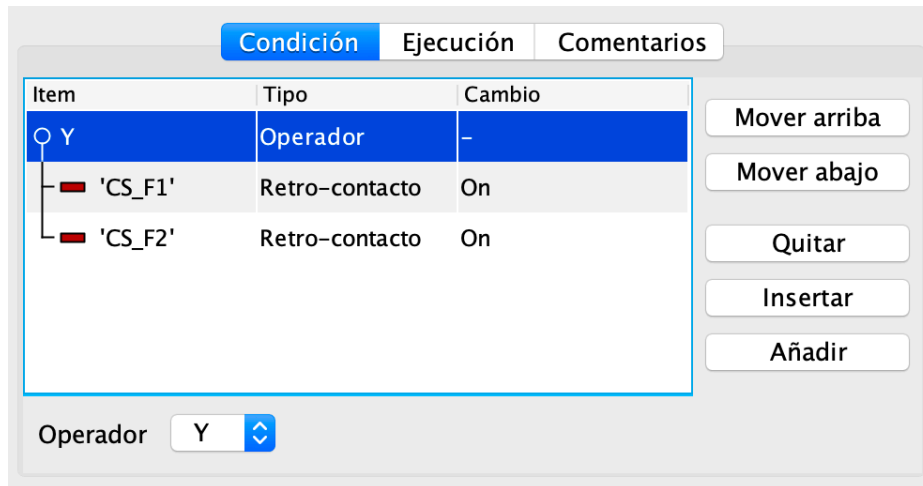 Condición Ejecución Comentarios
Item Tipo Cambio
Y Operador -
'CS_F1' Retro-contacto On
'CS_F2' Retro-contacto On
Mover arriba
Mover abajo
Quitar
Insertar
Añadir
Operador Y